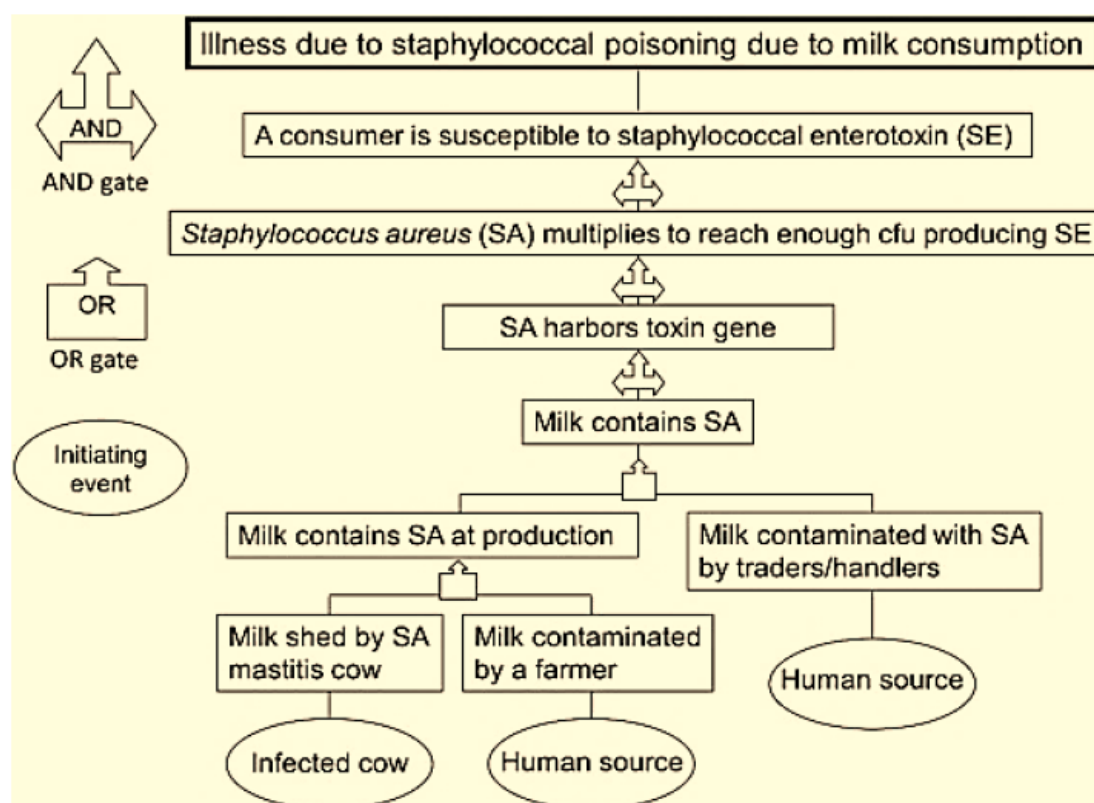 Illness due to staphylococcal poisoning due to milk consumption
AND
AND gate
A consumer is susceptible to staphylococcal enterotoxin (SE)
Staphylococcus aureus (SA) multiplies to reach enough cfu producing SE
OR
OR gate
SA harbors toxin gene
Milk contains SA
Initiating
event
Milk contains SA at production
Milk contaminated with SA
by traders/handlers
Milk shed by SA
mastitis cow
Milk contaminated
by a farmer
Human source
Infected cow
Human source